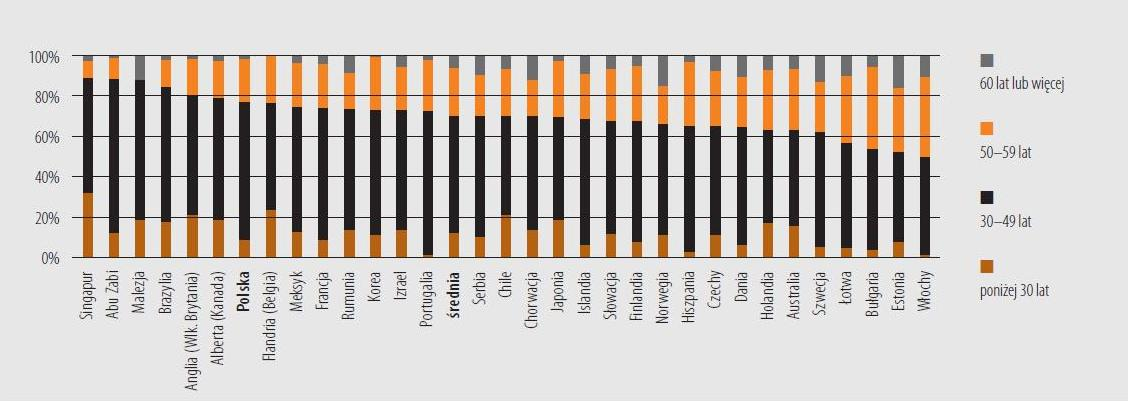 100%
80%
60%
40%
20%
0%
Singapur
Abu Zabi
Malezja
Brazylia
Anglia (Wlk. Brytania)
Alberta (Kanada)
Polska
Flandria (Belgia)
Meksyk
Francja
Rumunia
Korea
Izrael
Portugalia
średnia
Serbia
Chile
Chorwacja
Japonia
Islandia
Słowacja
Finlandia
Norwegia
Hiszpania
Czechy
Dania
Holandia
Australia
Szwecja
Łotwa
Bułgaria
Estonia
Włochy
60 lat lub więcej
50–59 lat
30–49 lat
poniżej 30 lat